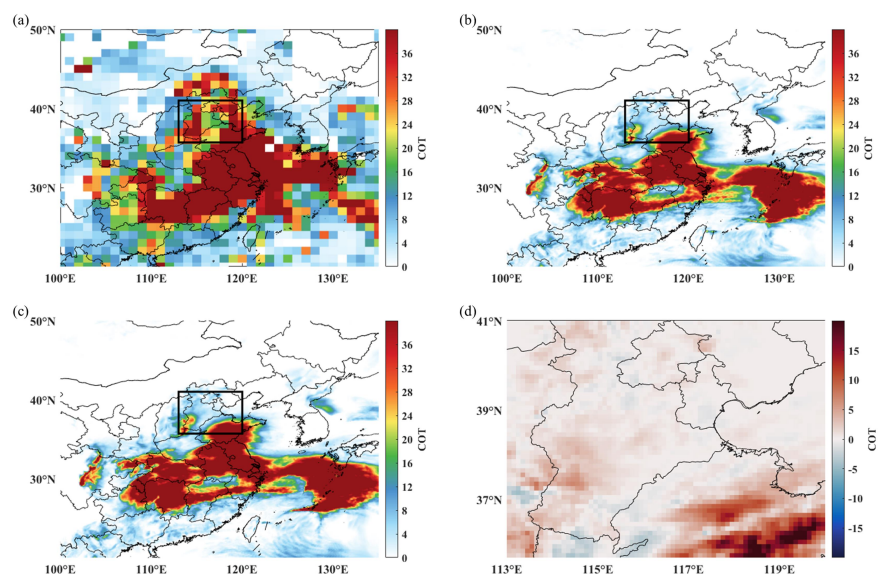 (a)
50°N
40°N
30°N
100°E
110°E
120°E
130°E
36
32
28
24
20
16
12
8
4
0
COT
(b)
50°N
40°N
30°N
100°E
110°E
120°E
130°E
36
32
28
24
20
16
12
8
4
0
COT
(c)
50°N
40°N
30°N
100°E
110°E
120°E
130°E
36
32
28
24
20
16
12
8
4
0
COT
(d)
41°N
39°N
37°N
113°E
115°E
117°E
119°E
20
15
10
5
0
-5
-10
-15
-20
COT